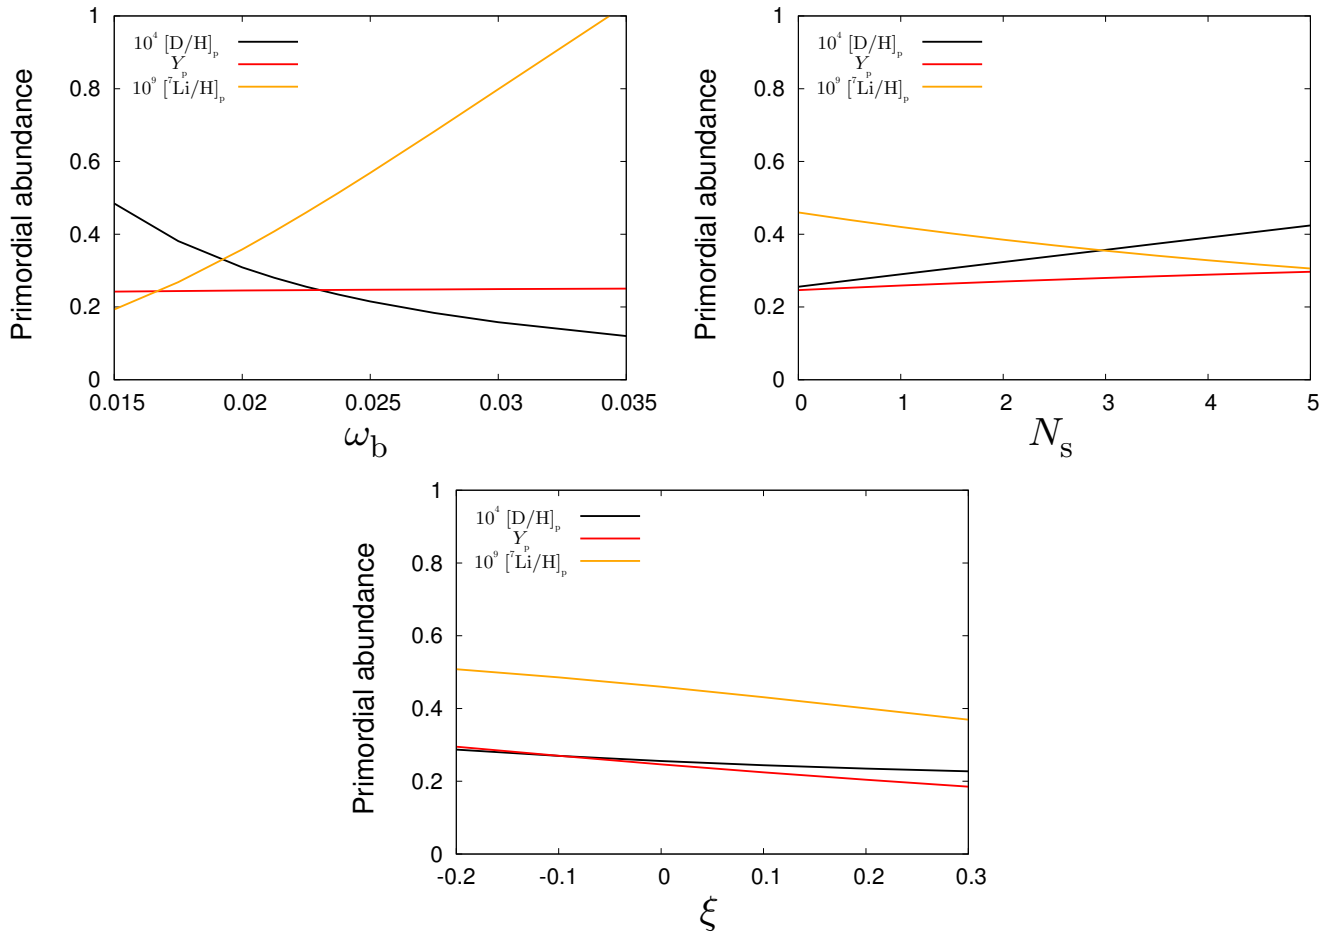 Primordial abundance
1
0.8
0.6
0.4
0.2
0
10⁴ [D/H]ₚ
Yₚ
10⁹ [⁷Li/H]ₚ
0.015 0.02 0.025 0.03 0.035
ω_b
Primordial abundance
1
0.8
0.6
0.4
0.2
0
10⁴ [D/H]ₚ
Yₚ
10⁹ [⁷Li/H]ₚ
0 1 2 3 4 5
N_s
Primordial abundance
1
0.8
0.6
0.4
0.2
0
10⁴ [D/H]ₚ
Yₚ
10⁹ [⁷Li/H]ₚ
-0.2 -0.1 0 0.1 0.2 0.3
ξ